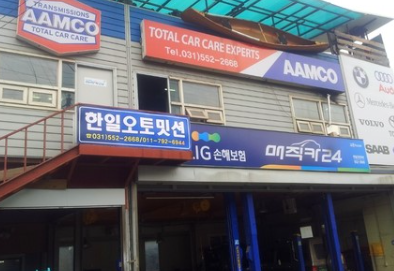 TRANSMISSIONS
AAMCO
TOTAL CAR CARE
TOTAL CAR CARE EXPERTS
Tel.031)552-2668
AAMCO
한일오토밋션
☎031)552-2668/011-792-6944
LIG 손해보험
매직카24
BMW
Audi
Mercedes
VOLVO
SAAB